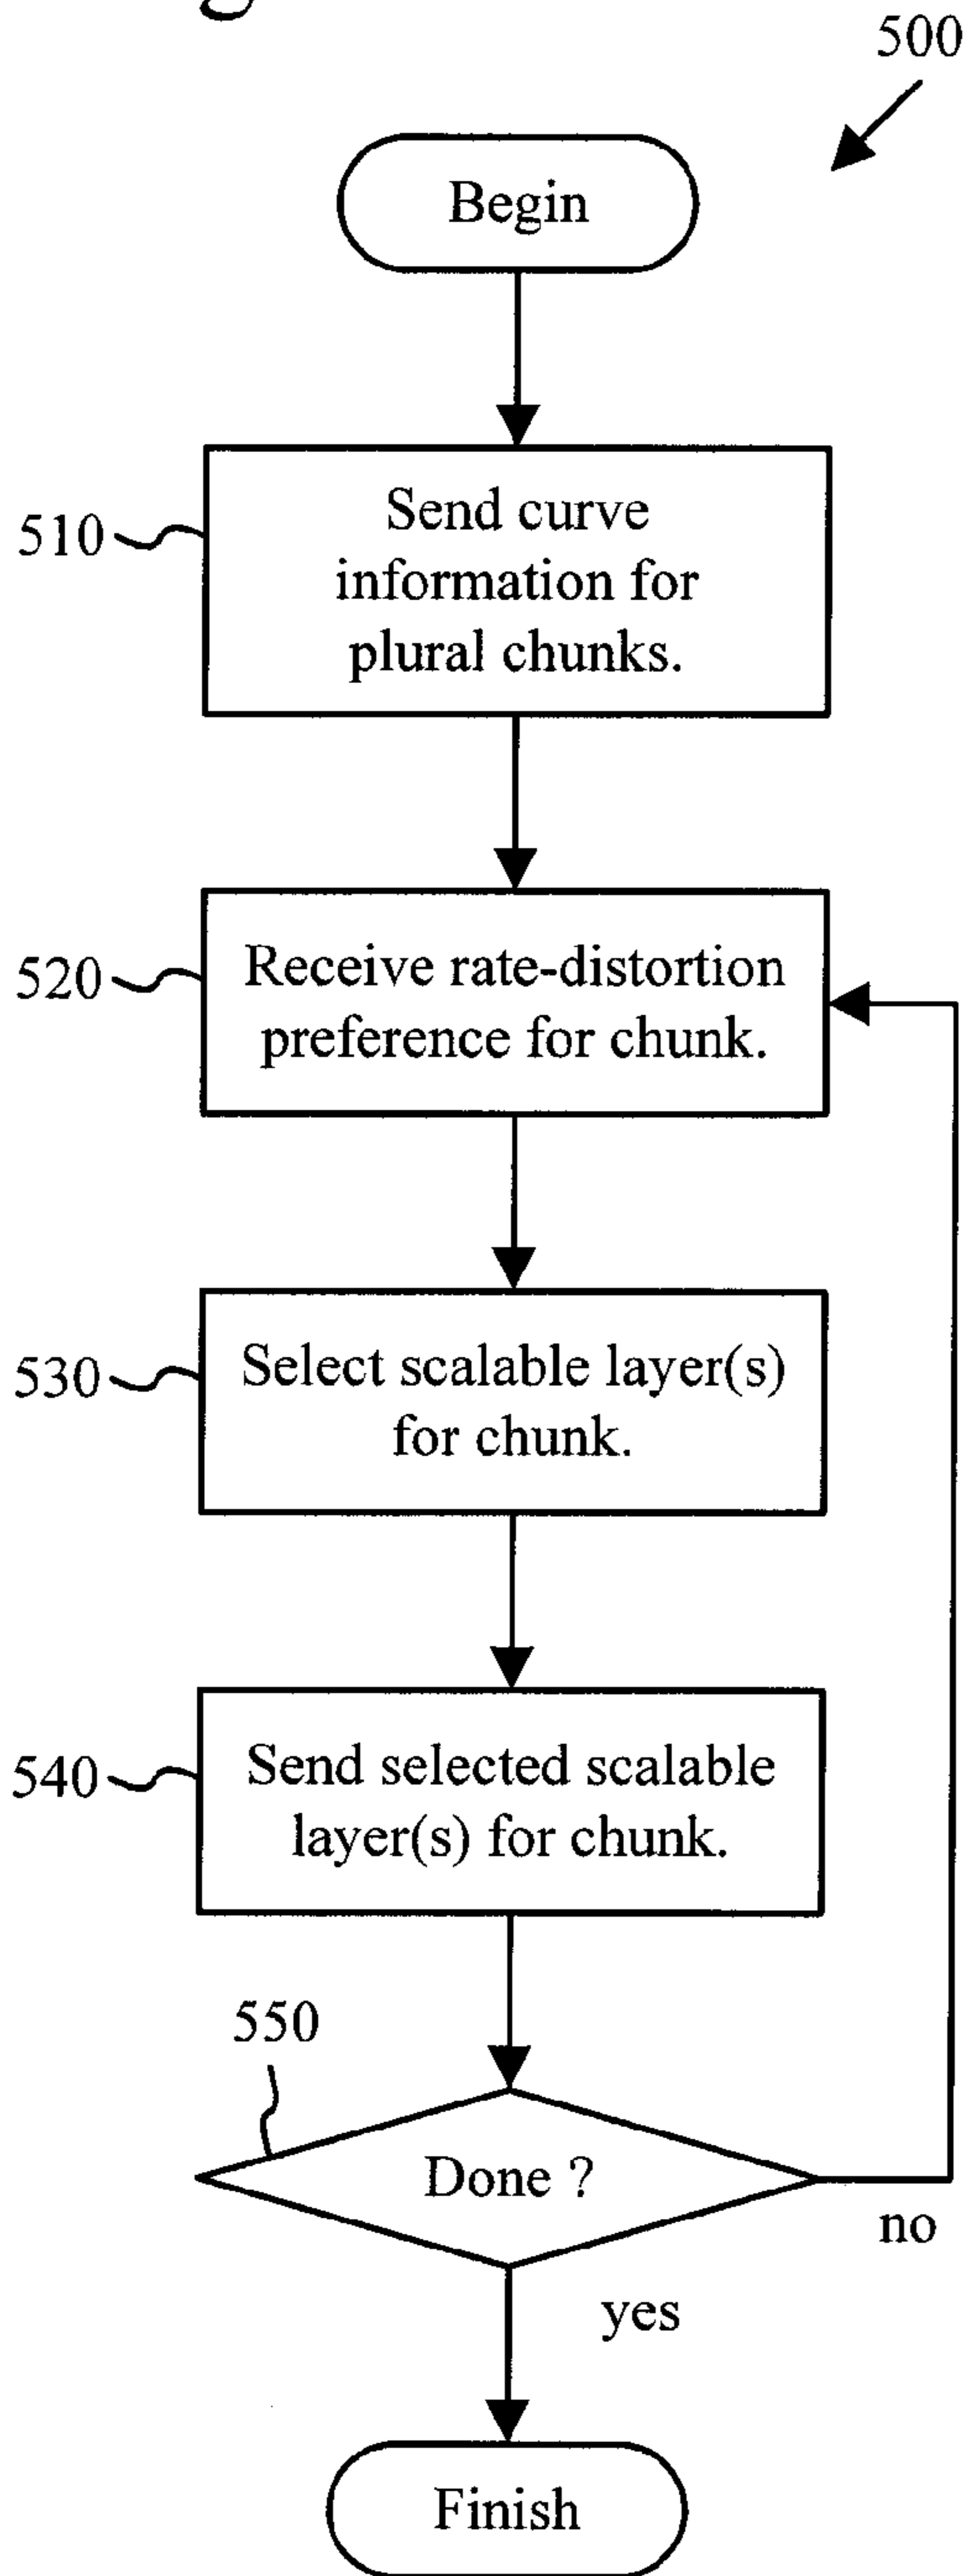 500
Begin
510
Send curve
information for
plural chunks.
520
Receive rate-distortion
preference for chunk.
530
Select scalable layer(s)
for chunk.
540
Send selected scalable
layer(s) for chunk.
550
Done ?
no
yes
Finish